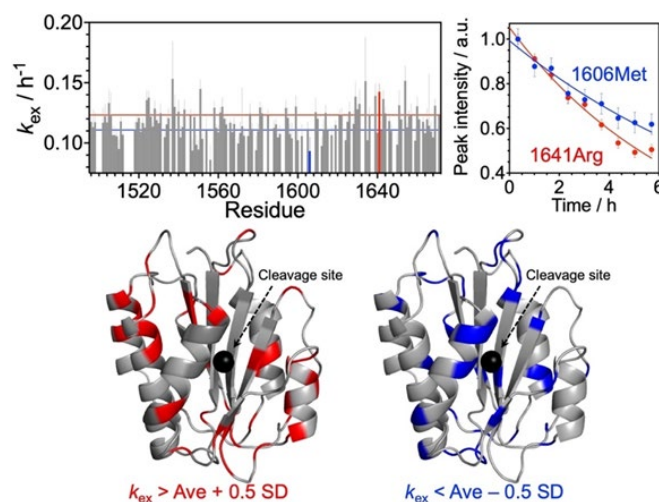 0.20
0.15
0.10
k_ex / h⁻¹
1520
1560
1600
1640
Residue
1.0
0.8
0.6
0.4
Peak intensity / a.u.
1606Met
1641Arg
0
2
4
6
Time / h
Cleavage site
Cleavage site
k_ex > Ave + 0.5 SD
k_ex < Ave – 0.5 SD